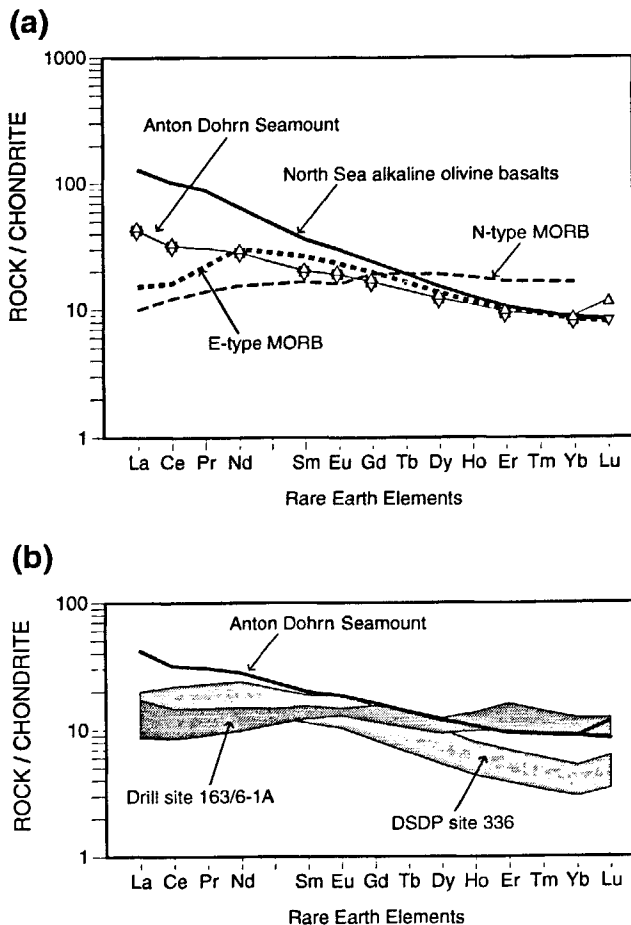 (a)
1000
Anton Dohrn Seamount
North Sea alkaline olivine basalts
100
N-type MORB
10
E-type MORB
1
ROCK / CHONDRITE
La Ce Pr Nd Sm Eu Gd Tb Dy Ho Er Tm Yb Lu
Rare Earth Elements
(b)
100
Anton Dohrn Seamount
10
Drill site 163/6-1A
DSDP site 336
1
ROCK / CHONDRITE
La Ce Pr Nd Sm Eu Gd Tb Dy Ho Er Tm Yb Lu
Rare Earth Elements